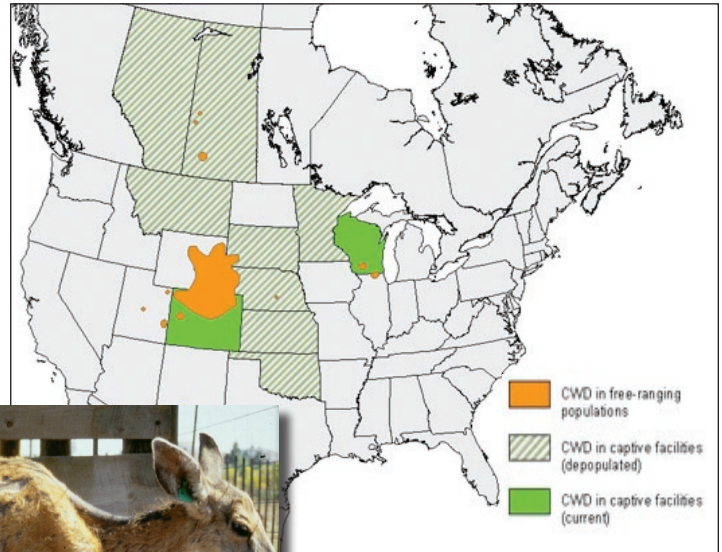 CWD in free-ranging
populations
CWD in captive facilities
(depopulated)
CWD in captive facilities
(current)